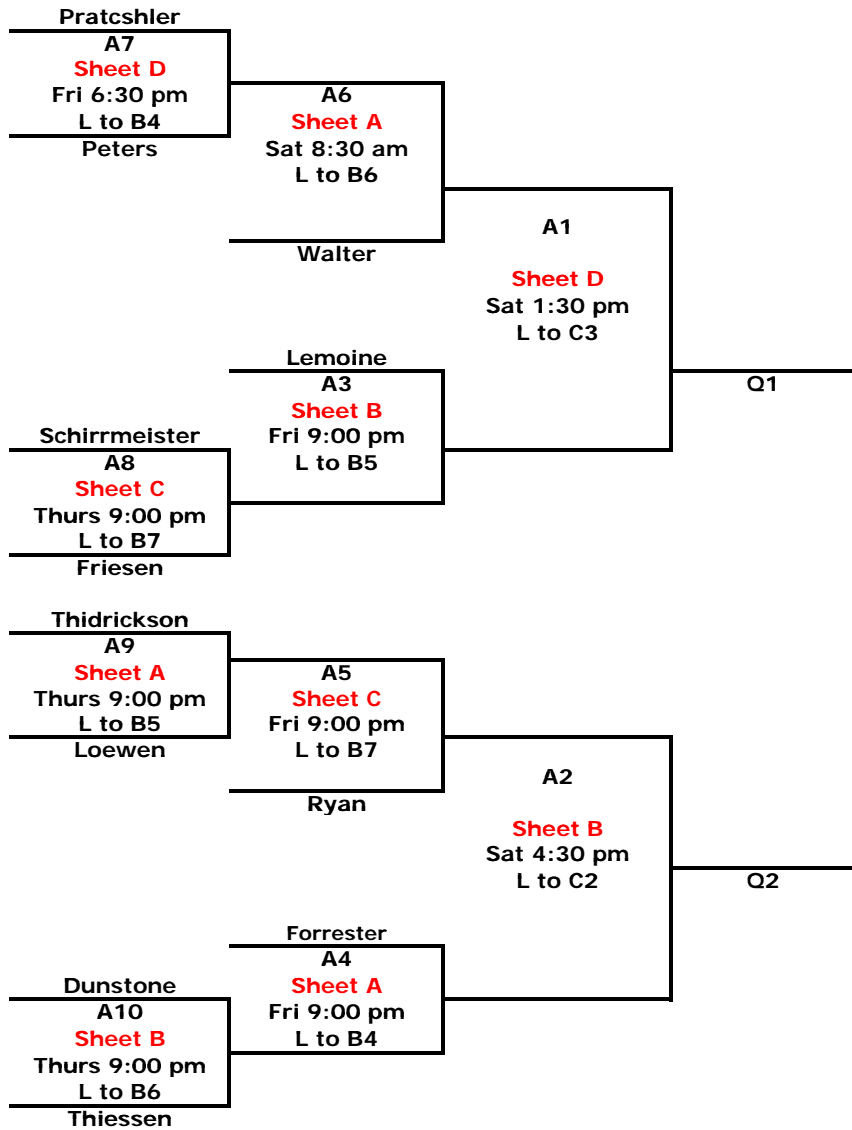 Pratcshler
A7
Sheet D
Fri 6:30 pm
L to B4
Peters
A6
Sheet A
Sat 8:30 am
L to B6
Walter
A1
Sheet D
Sat 1:30 pm
L to C3
Lemoine
A3
Sheet B
Fri 9:00 pm
L to B5
Q1
Schirrmeister
A8
Sheet C
Thurs 9:00 pm
L to B7
Friesen
Thidrickson
A9
Sheet A
Thurs 9:00 pm
L to B5
Loewen
A5
Sheet C
Fri 9:00 pm
L to B7
Ryan
A2
Sheet B
Sat 4:30 pm
L to C2
Q2
Forrester
A4
Sheet A
Fri 9:00 pm
L to B4
Dunstone
A10
Sheet B
Thurs 9:00 pm
L to B6
Thiessen